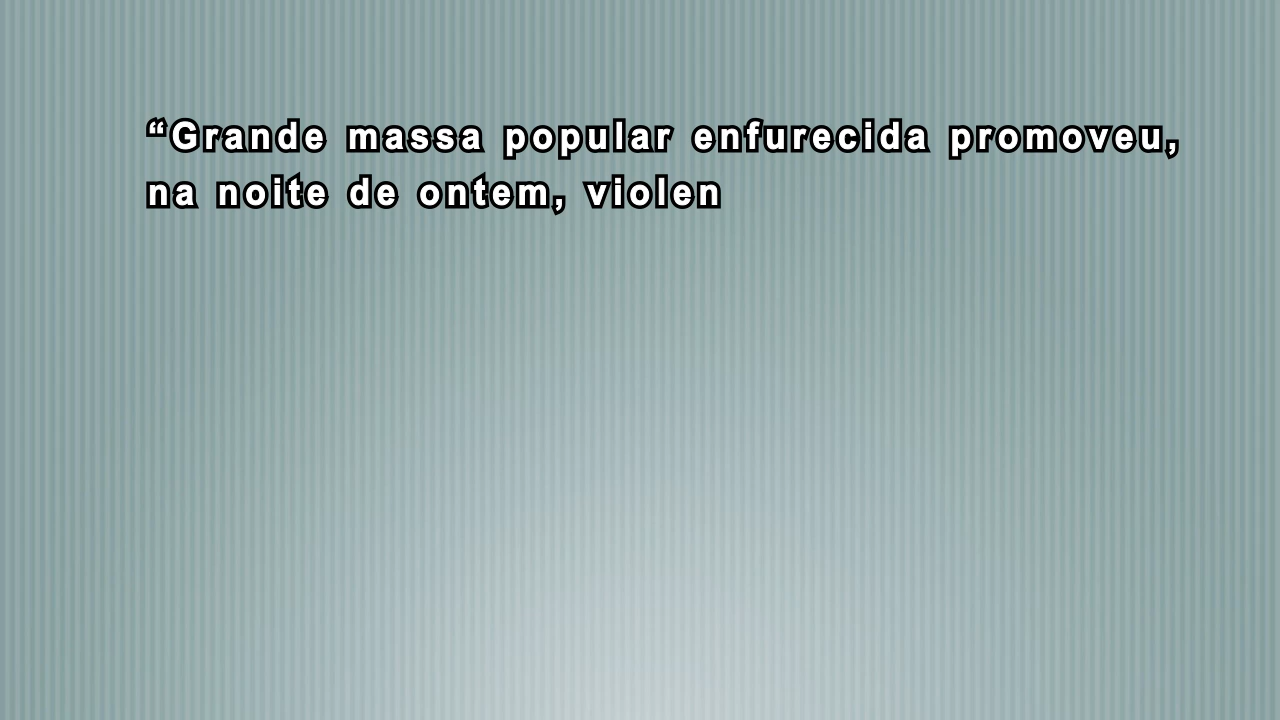 “Grande massa popular enfurecida promoveu,
na noite de ontem, violen